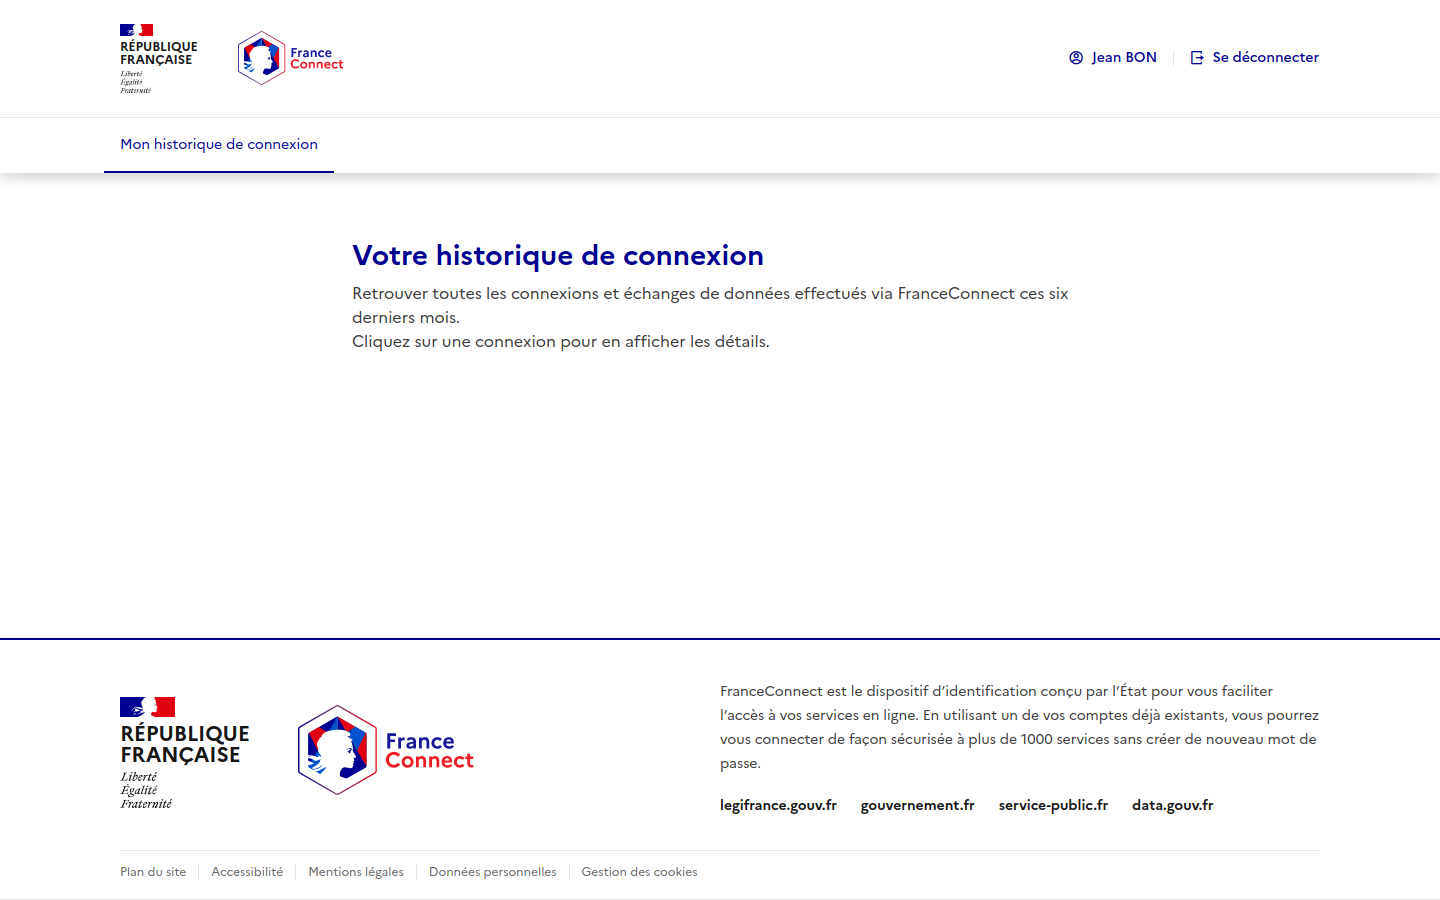 RÉPUBLIQUE
FRANÇAISE
Liberté
Égalité
Fraternité
France
Connect
Jean BON
Se déconnecter
Mon historique de connexion
Votre historique de connexion
Retrouver toutes les connexions et échanges de données effectués via FranceConnect ces six
derniers mois.
Cliquez sur une connexion pour en afficher les détails.
RÉPUBLIQUE
FRANÇAISE
Liberté
Égalité
Fraternité
France
Connect
FranceConnect est le dispositif d’identification conçu par l’État pour vous faciliter
l’accès à vos services en ligne. En utilisant un de vos comptes déjà existants, vous pourrez
vous connecter de façon sécurisée à plus de 1000 services sans créer de nouveau mot de
passe.
legifrance.gouv.fr gouvernement.fr service-public.fr data.gouv.fr
Plan du site Accessibilité Mentions légales Données personnelles Gestion des cookies